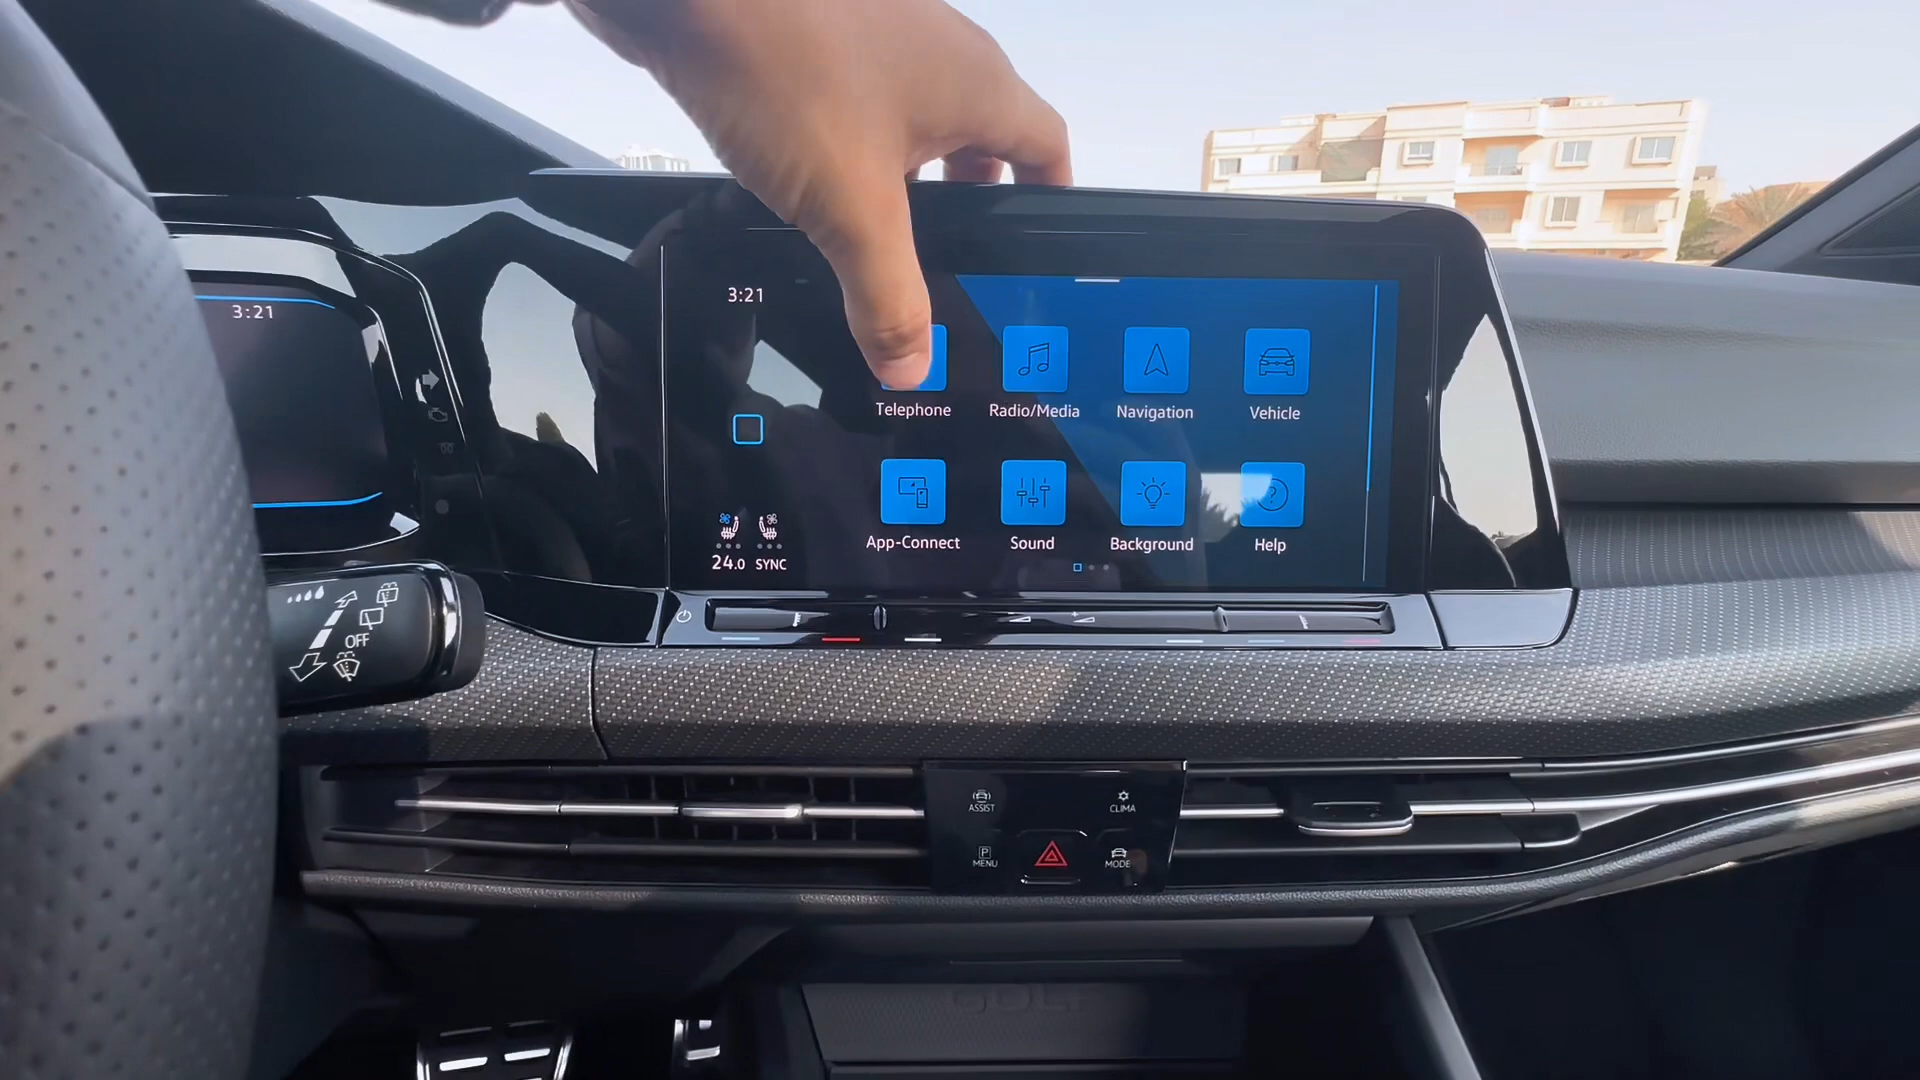 3:21
3:21
Telephone
Radio/Media
Navigation
Vehicle
App-Connect
Sound
Background
Help
24.0 SYNC
OFF
ASSIST
CLIMA
P
MENU
MODE
GOLF